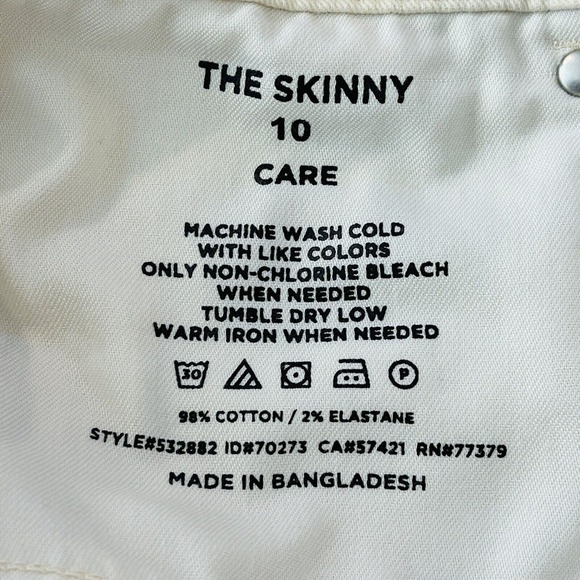 THE SKINNY
10
CARE
MACHINE WASH COLD
WITH LIKE COLORS
ONLY NON-CHLORINE BLEACH
WHEN NEEDED
TUMBLE DRY LOW
WARM IRON WHEN NEEDED
30 P
98% COTTON / 2% ELASTANE
STYLE#532882 ID#70273 CA#57421 RN#77379
MADE IN BANGLADESH